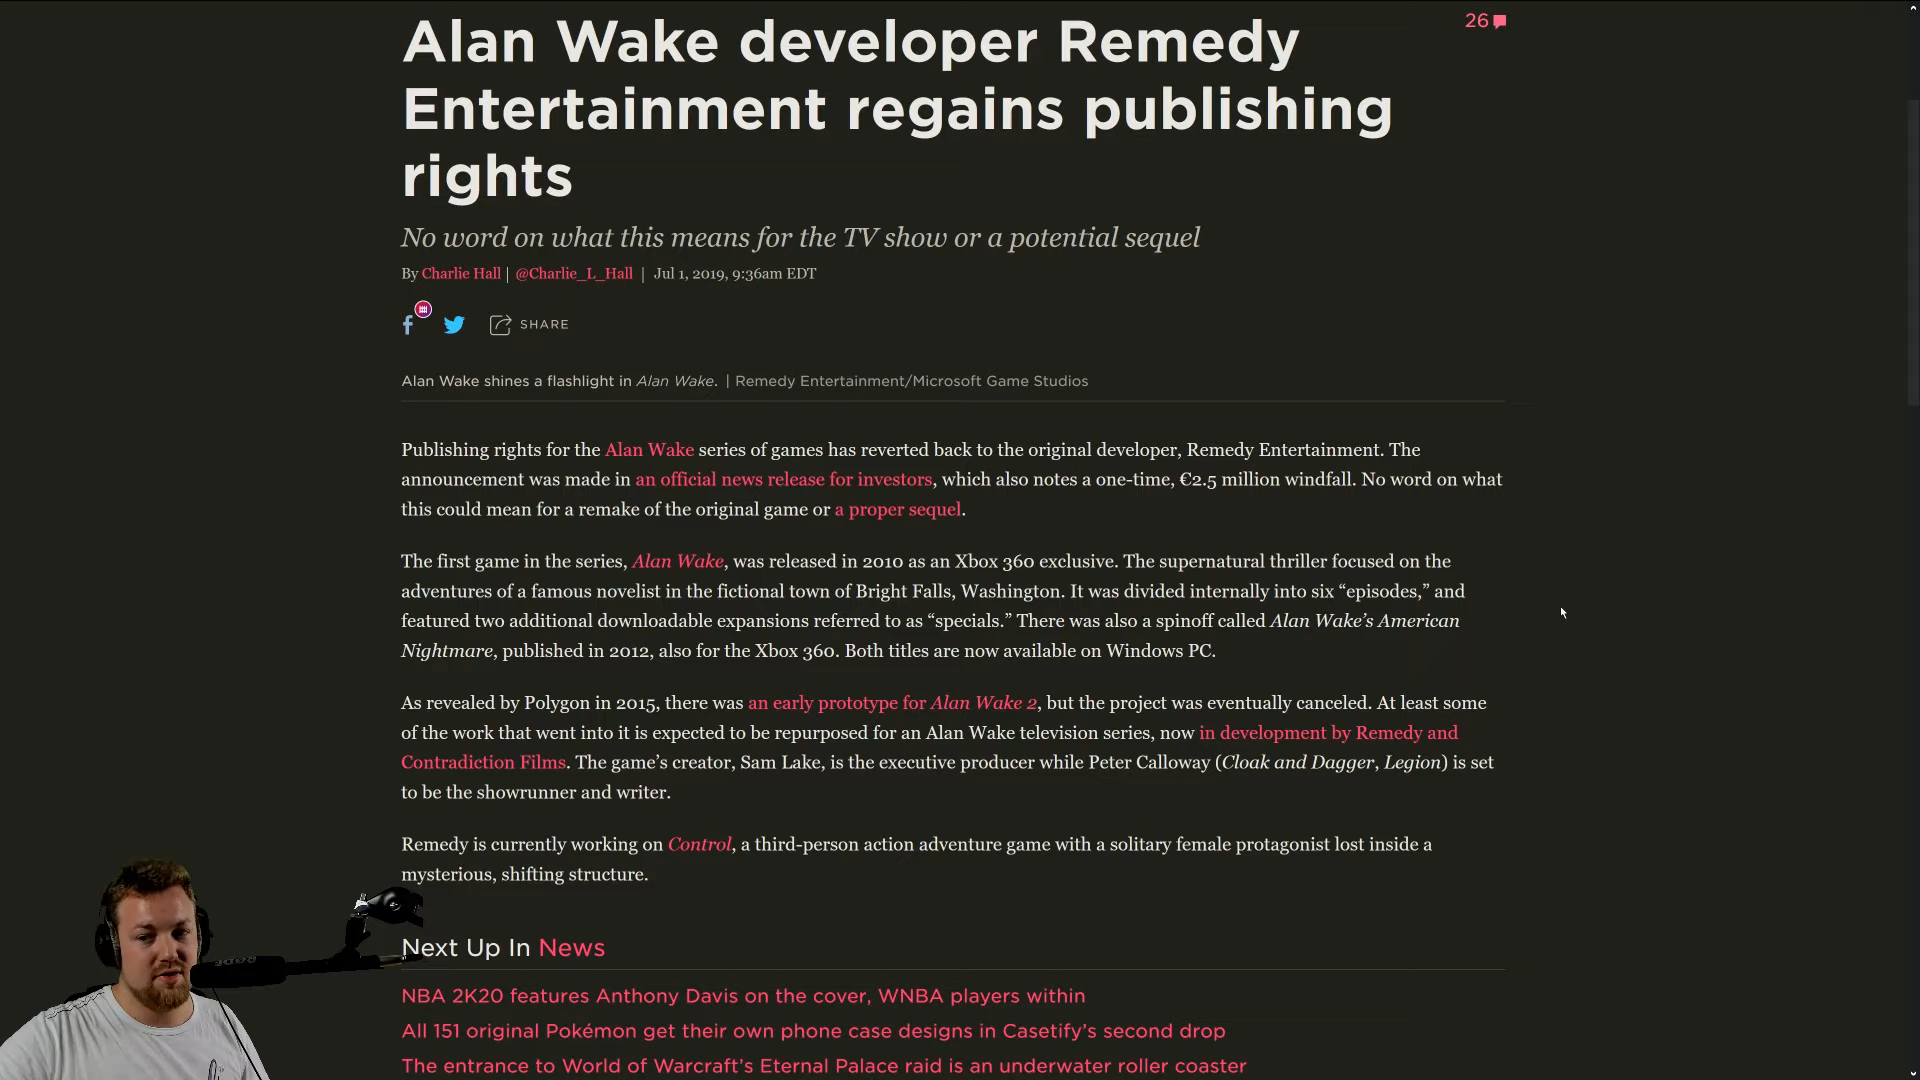 Alan Wake developer Remedy
26
Entertainment regains publishing
rights
No word on what this means for the TV show or a potential sequel
By Charlie Hall | @Charlie_L_Hall | Jul 1, 2019, 9:36am EDT
SHARE
Alan Wake shines a flashlight in Alan Wake. | Remedy Entertainment/Microsoft Game Studios
Publishing rights for the Alan Wake series of games has reverted back to the original developer, Remedy Entertainment. The
announcement was made in an official news release for investors, which also notes a one-time, €2.5 million windfall. No word on what
this could mean for a remake of the original game or a proper sequel.
The first game in the series, Alan Wake, was released in 2010 as an Xbox 360 exclusive. The supernatural thriller focused on the
adventures of a famous novelist in the fictional town of Bright Falls, Washington. It was divided internally into six “episodes,” and
featured two additional downloadable expansions referred to as “specials.” There was also a spinoff called Alan Wake’s American
Nightmare, published in 2012, also for the Xbox 360. Both titles are now available on Windows PC.
As revealed by Polygon in 2015, there was an early prototype for Alan Wake 2, but the project was eventually canceled. At least some
of the work that went into it is expected to be repurposed for an Alan Wake television series, now in development by Remedy and
Contradiction Films. The game’s creator, Sam Lake, is the executive producer while Peter Calloway (Cloak and Dagger, Legion) is set
to be the showrunner and writer.
Remedy is currently working on Control, a third-person action adventure game with a solitary female protagonist lost inside a
mysterious, shifting structure.
Next Up In News
RODE
NBA 2K20 features Anthony Davis on the cover, WNBA players within
All 151 original Pokémon get their own phone case designs in Casetify’s second drop
The entrance to World of Warcraft’s Eternal Palace raid is an underwater roller coaster